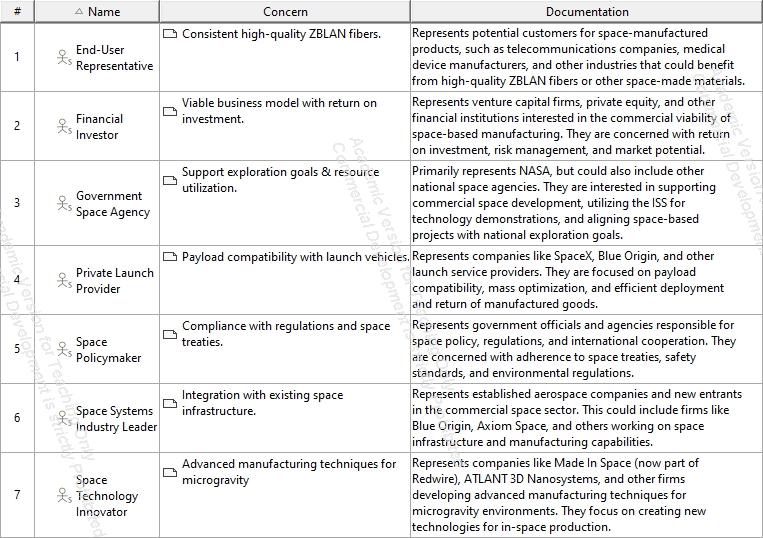 # Name Concern Documentation
1
End-User
Representative
Consistent high-quality ZBLAN fibers.
Represents potential customers for space-manufactured
products, such as telecommunications companies, medical
device manufacturers, and other industries that could benefit
from high-quality ZBLAN fibers or other space-made materials.
2
Financial
Investor
Viable business model with return on
investment.
Represents venture capital firms, private equity, and other
financial institutions interested in the commercial viability of
space-based manufacturing. They are concerned with return
on investment, risk management, and market potential.
3
Government
Space Agency
Support exploration goals & resource
utilization.
Primarily represents NASA, but could also include other
national space agencies. They are interested in supporting
commercial space development, utilizing the ISS for
technology demonstrations, and aligning space-based
projects with national exploration goals.
4
Private Launch
Provider
Payload compatibility with launch vehicles.
Represents companies like SpaceX, Blue Origin, and other
launch service providers. They are focused on payload
compatibility, mass optimization, and efficient deployment
and return of manufactured goods.
5
Space
Policymaker
Compliance with regulations and space
treaties.
Represents government officials and agencies responsible for
space policy, regulations, and international cooperation. They
are concerned with adherence to space treaties, safety
standards, and environmental regulations.
6
Space Systems
Industry Leader
Integration with existing space
infrastructure.
Represents established aerospace companies and new entrants
in the commercial space sector. This could include firms like
Blue Origin, Axiom Space, and others working on space
infrastructure and manufacturing capabilities.
7
Space
Technology
Innovator
Advanced manufacturing techniques for
microgravity
Represents companies like Made In Space (now part of
Redwire), ATLANT 3D Nanosystems, and other firms
developing advanced manufacturing techniques for
microgravity environments. They focus on creating new
technologies for in-space production.
Academic Version for Teaching Only
Commercial Development is strictly Prohibited